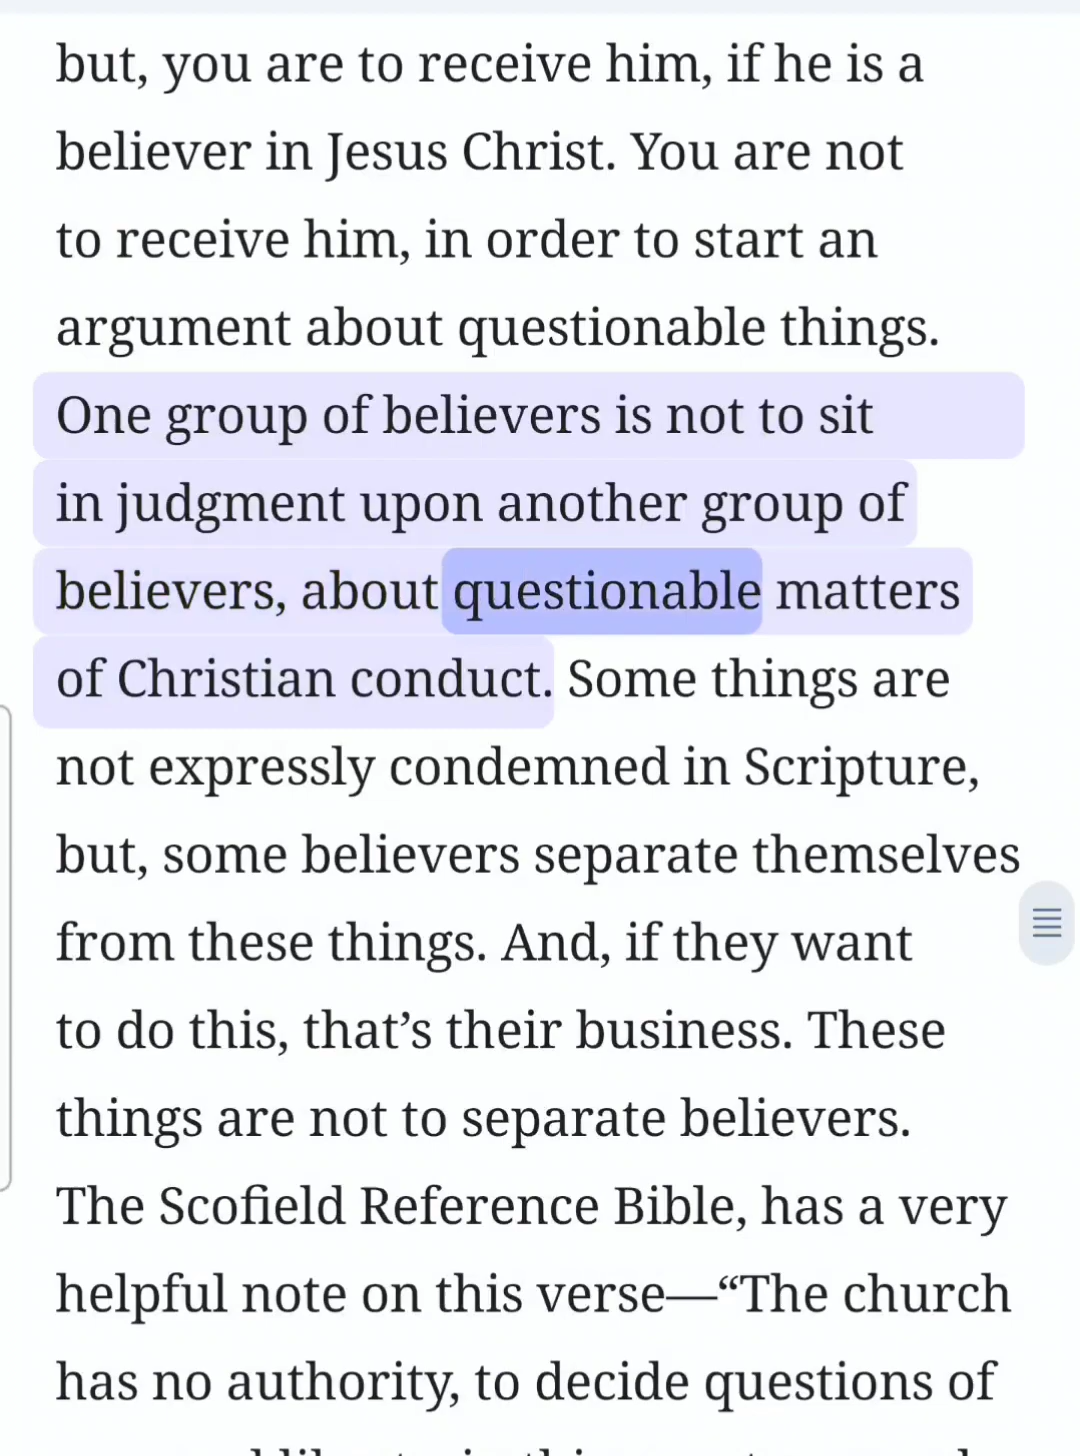 but, you are to receive him, if he is a
believer in Jesus Christ. You are not
to receive him, in order to start an
argument about questionable things.
One group of believers is not to sit
in judgment upon another group of
believers, about questionable matters
of Christian conduct. Some things are
not expressly condemned in Scripture,
but, some believers separate themselves
from these things. And, if they want
to do this, that’s their business. These
things are not to separate believers.
The Scofield Reference Bible, has a very
helpful note on this verse—“The church
has no authority, to decide questions of